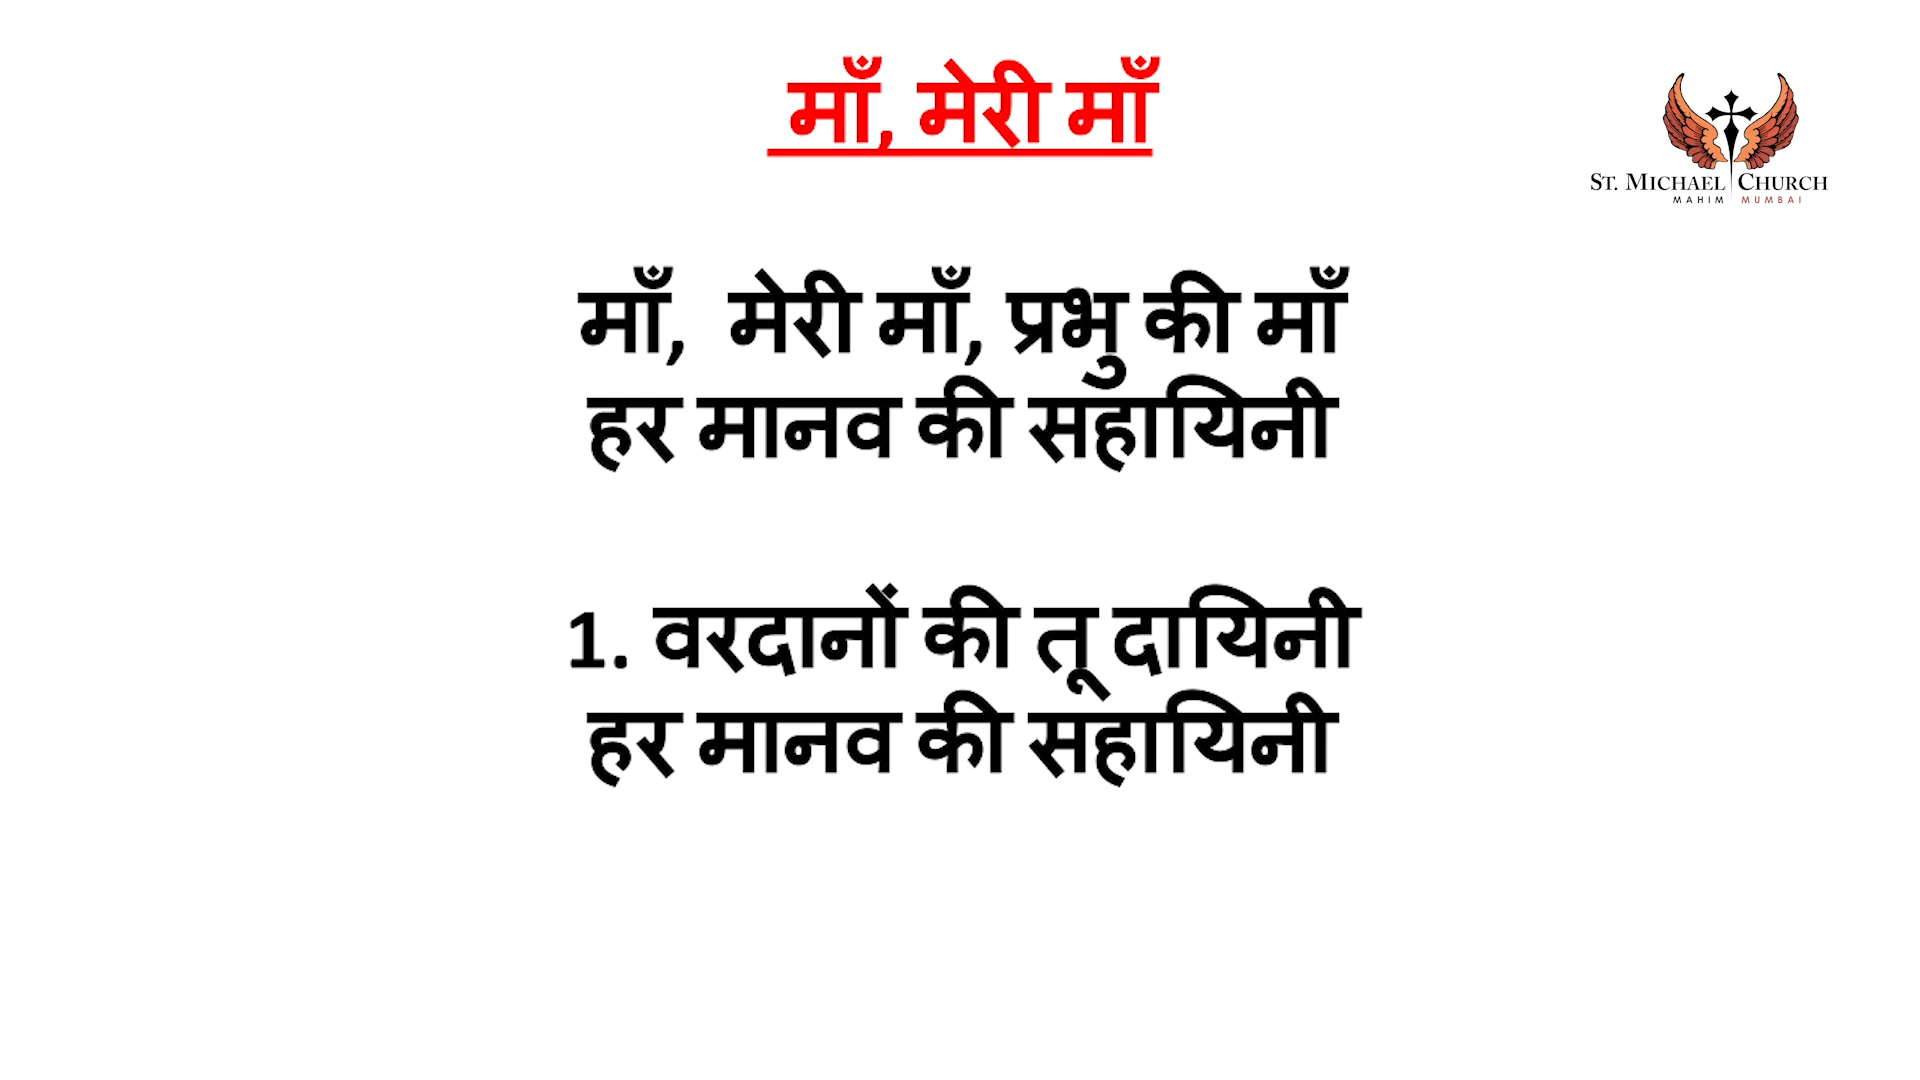 माँ, मेरी माँ
ST. MICHAEL CHURCH
MAHIM MUMBAI
माँ,  मेरी माँ, प्रभु की माँ
हर मानव की सहायिनी
1. वरदानों की तू दायिनी
हर मानव की सहायिनी